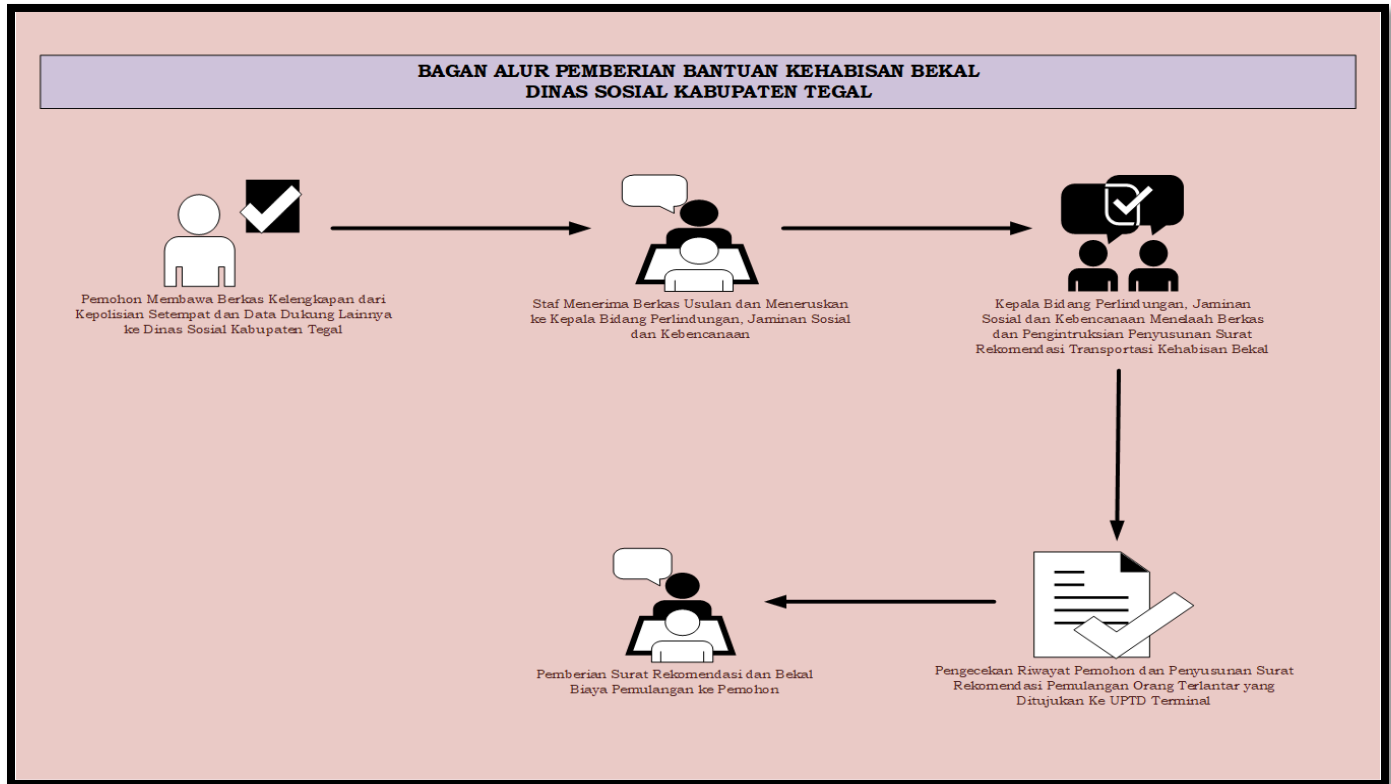 BAGAN ALUR PEMBERIAN BANTUAN KEHABISAN BEKAL
DINAS SOSIAL KABUPATEN TEGAL
Pemohon Membawa Berkas Kelengkapan dari
Kepolisian Setempat dan Data Dukung Lainnya
ke Dinas Sosial Kabupaten Tegal
Staf Menerima Berkas Usulan dan Meneruskan
ke Kepala Bidang Perlindungan, Jaminan Sosial
dan Kebencanaan
Kepala Bidang Perlindungan, Jaminan
Sosial dan Kebencanaan Menelaah Berkas
dan Pengintruksian Penyusunan Surat
Rekomendasi Transportasi Kehabisan Bekal
Pengecekan Riwayat Pemohon dan Penyusunan Surat
Rekomendasi Pemulangan Orang Terlantar yang
Ditujukan Ke UPTD Terminal
Pemberian Surat Rekomendasi dan Bekal
Biaya Pemulangan ke Pemohon